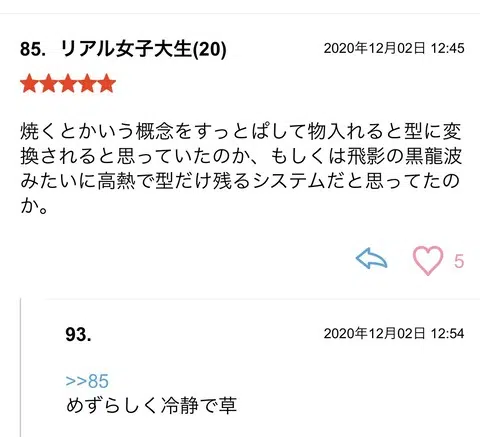 85. リアル女子大生(20) 2020年12月02日 12:45
焼くとかいう概念をすっとぱして物入れると型に変
換されると思っていたのか、もしくは飛影の黒龍波
みたいに高熱で型だけ残るシステムだと思ってたの
か。
5
93. 2020年12月02日 12:54
>>85
めずらしく冷静で草